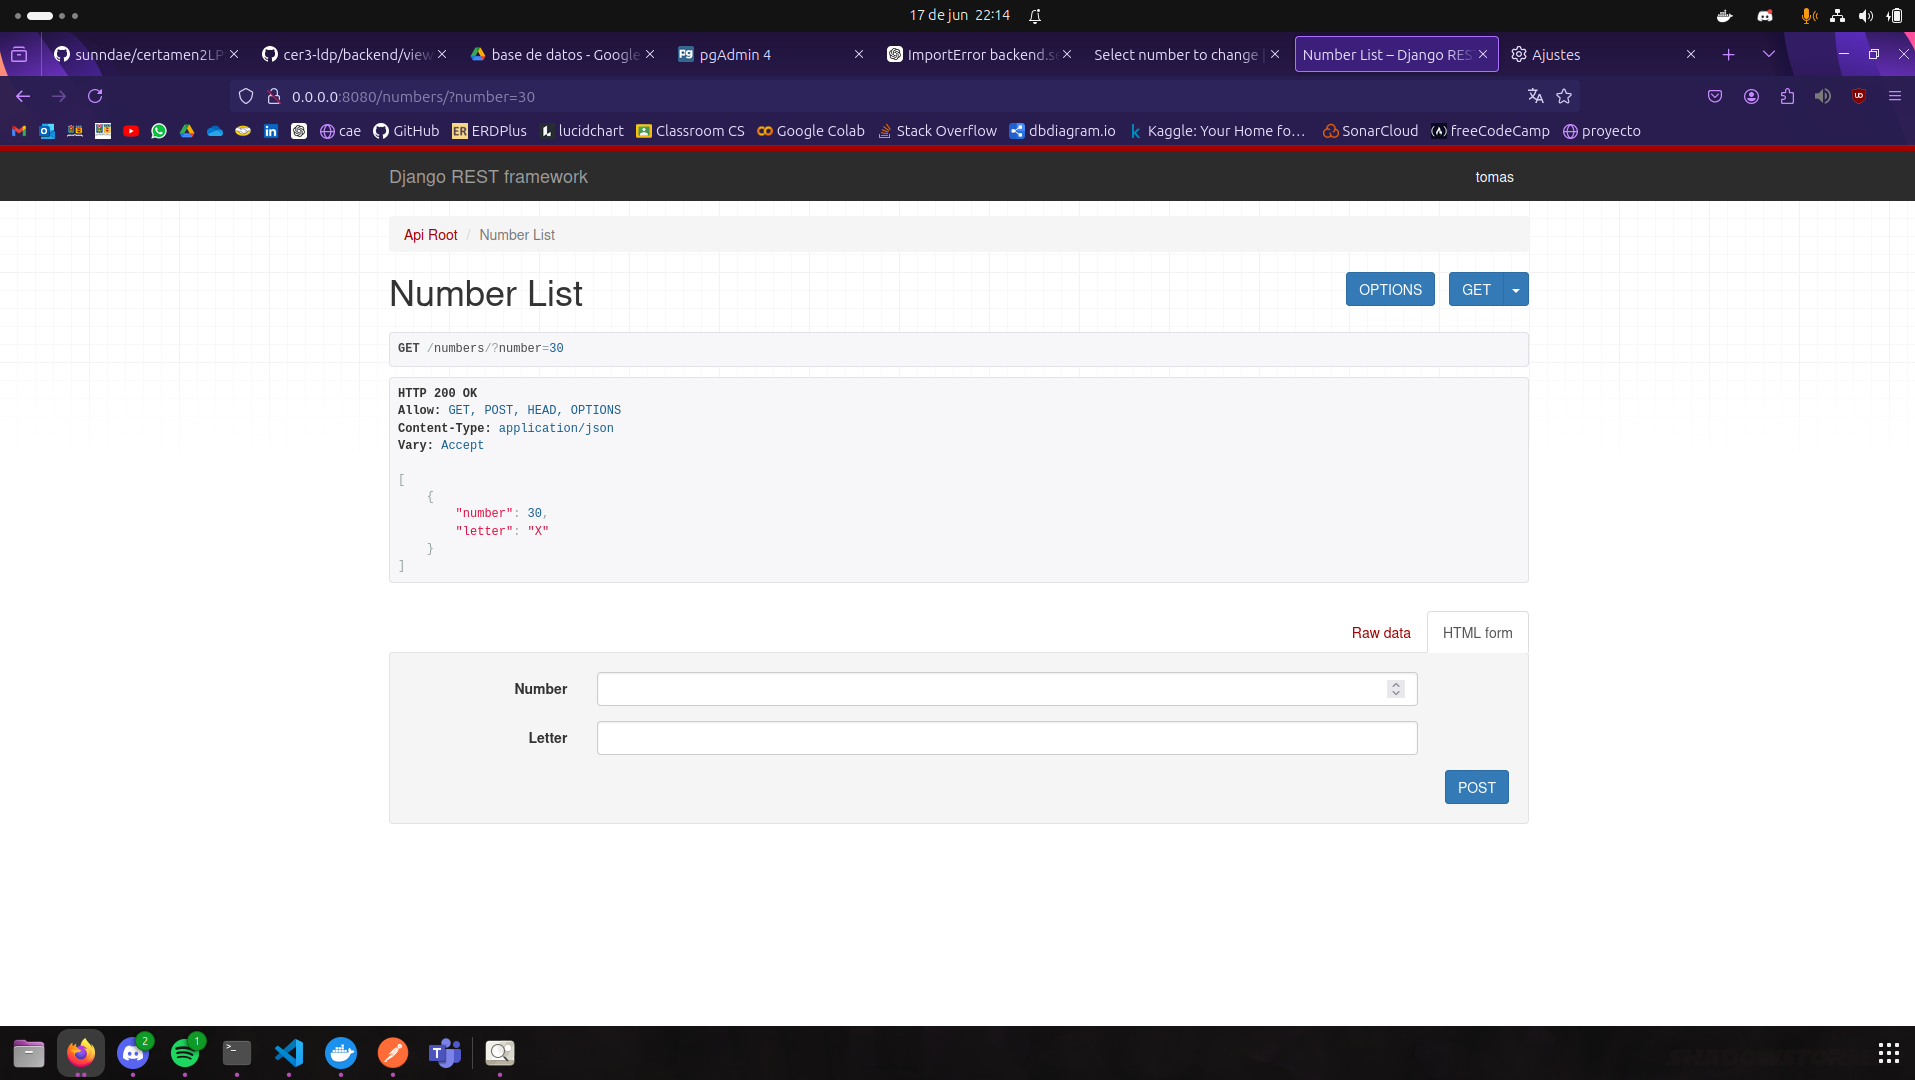 17 de jun 22:14
sunndae/certamen2LP
cer3-ldp/backend/view
base de datos - Google
pgAdmin 4
ImportError backend.se
Select number to change |
Number List – Django RES
Ajustes
0.0.0.0:8080/numbers/?number=30
cae
GitHub
ERDPlus
lucidchart
Classroom CS
Google Colab
Stack Overflow
dbdiagram.io
Kaggle: Your Home fo…
SonarCloud
freeCodeCamp
proyecto
Django REST framework
tomas
Api Root / Number List
Number List
OPTIONS
GET
GET /numbers/?number=30
HTTP 200 OK
Allow: GET, POST, HEAD, OPTIONS
Content-Type: application/json
Vary: Accept
[
{
"number": 30,
"letter": "X"
}
]
Raw data
HTML form
Number
Letter
POST
2
1